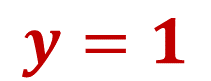 y = 1